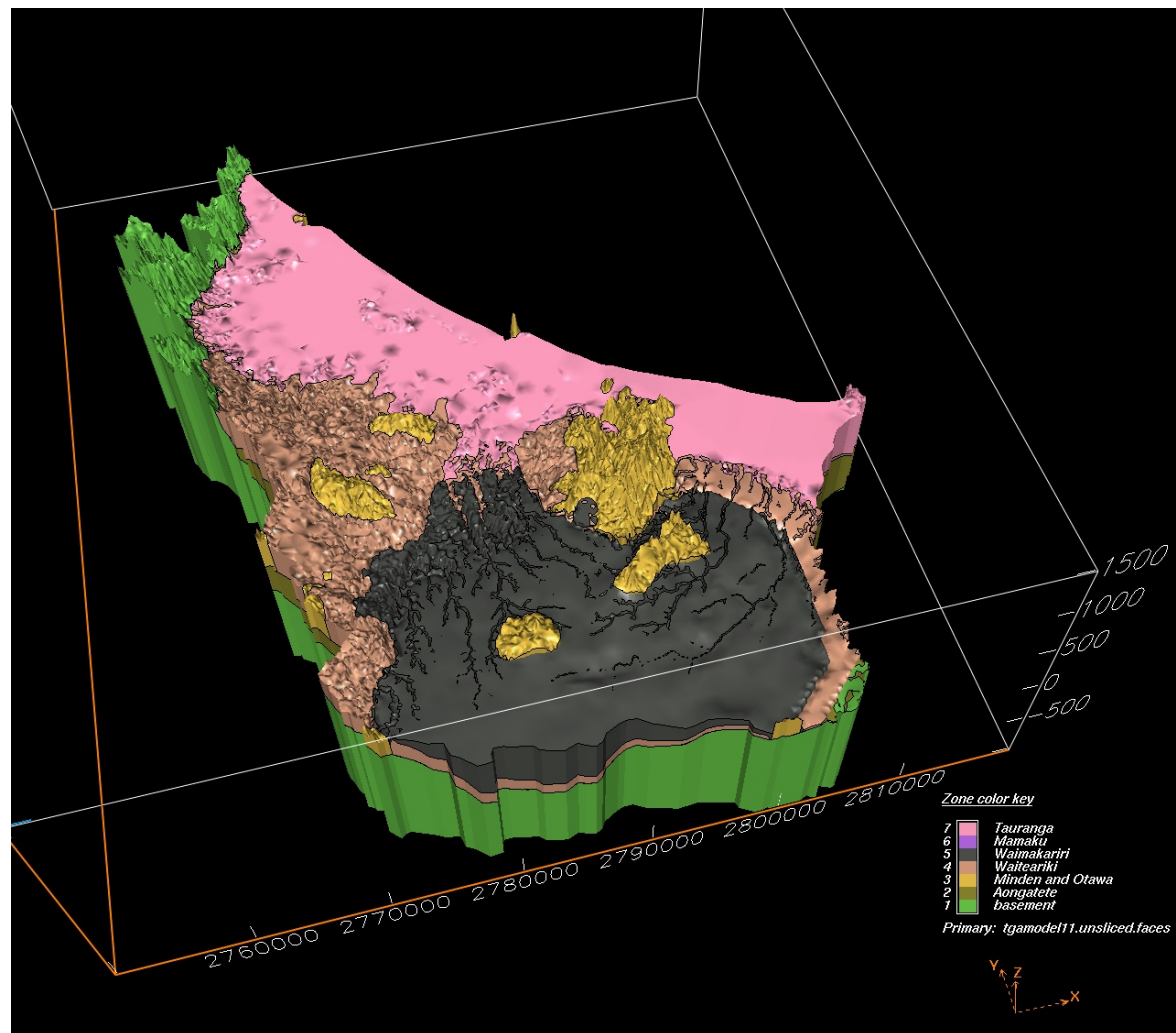 1500
1000
500
0
-500
2760000
2770000
2780000
2790000
2800000
2810000
Zone color key
7 Tauranga
6 Mamaku
5 Waimakariri
4 Waiteariki
3 Minden and Otawa
2 Aongatete
1 basement
Primary: tgamodel11.unsliced.faces
Y
Z
X